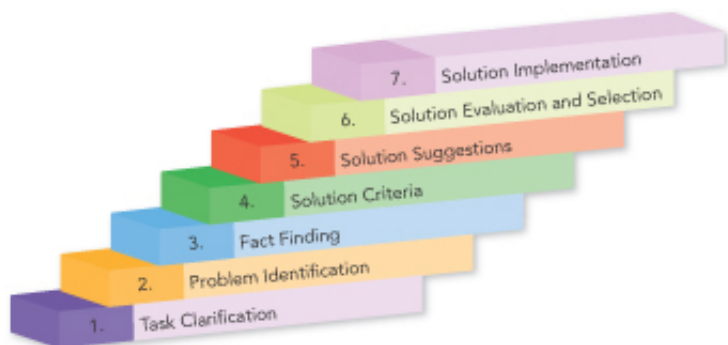 7. Solution Implementation
6. Solution Evaluation and Selection
5. Solution Suggestions
4. Solution Criteria
3. Fact Finding
2. Problem Identification
1. Task Clarification